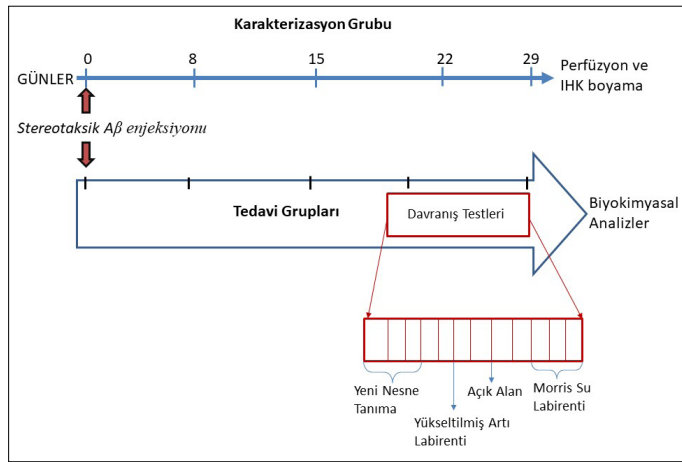 Karakterizasyon Grubu
0 8 15 22 29
GÜNLER
Perfüzyon ve
IHK boyama
Stereotaksik Aβ enjeksiyonu
Tedavi Grupları
Davranış Testleri
Biyokimyasal
Analizler
Yeni Nesne
Tanıma
Yükseltilmiş Artı
Labirenti
Açık Alan
Morris Su
Labirenti